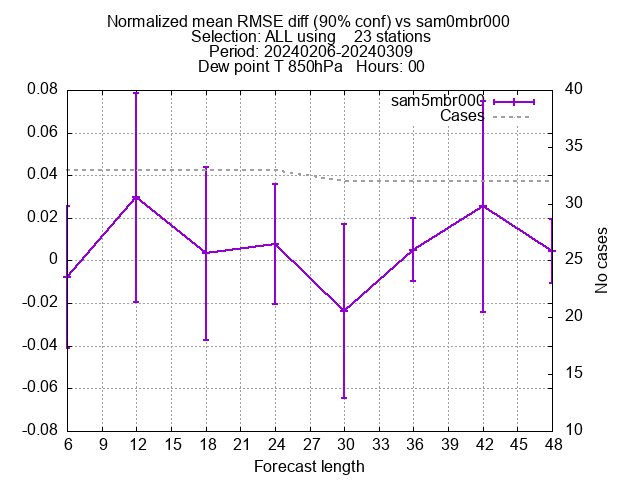 Normalized mean RMSE diff (90% conf) vs sam0mbr000
Selection: ALL using    23 stations
Period: 20240206-20240309
Dew point T 850hPa   Hours: 00
sam5mbr000
Cases
0.08
0.06
0.04
0.02
0
-0.02
-0.04
-0.06
-0.08
40
35
30
25
20
15
10
No cases
6 9 12 15 18 21 24 27 30 33 36 39 42 45 48
Forecast length